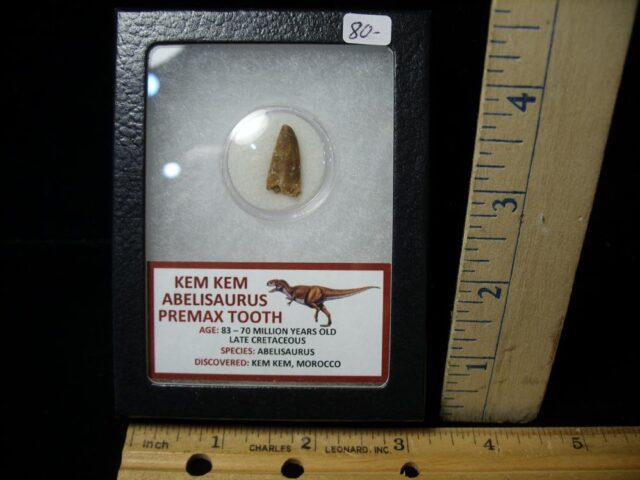 80-
KEM KEM
ABELISAURUS
PREMAX TOOTH
AGE: 83 – 70 MILLION YEARS OLD
LATE CRETACEOUS
SPECIES: ABELISAURUS
DISCOVERED: KEM KEM, MOROCCO
4
3
2
1
inch 1 2 3 4 5
CHARLES LEONARD, INC.